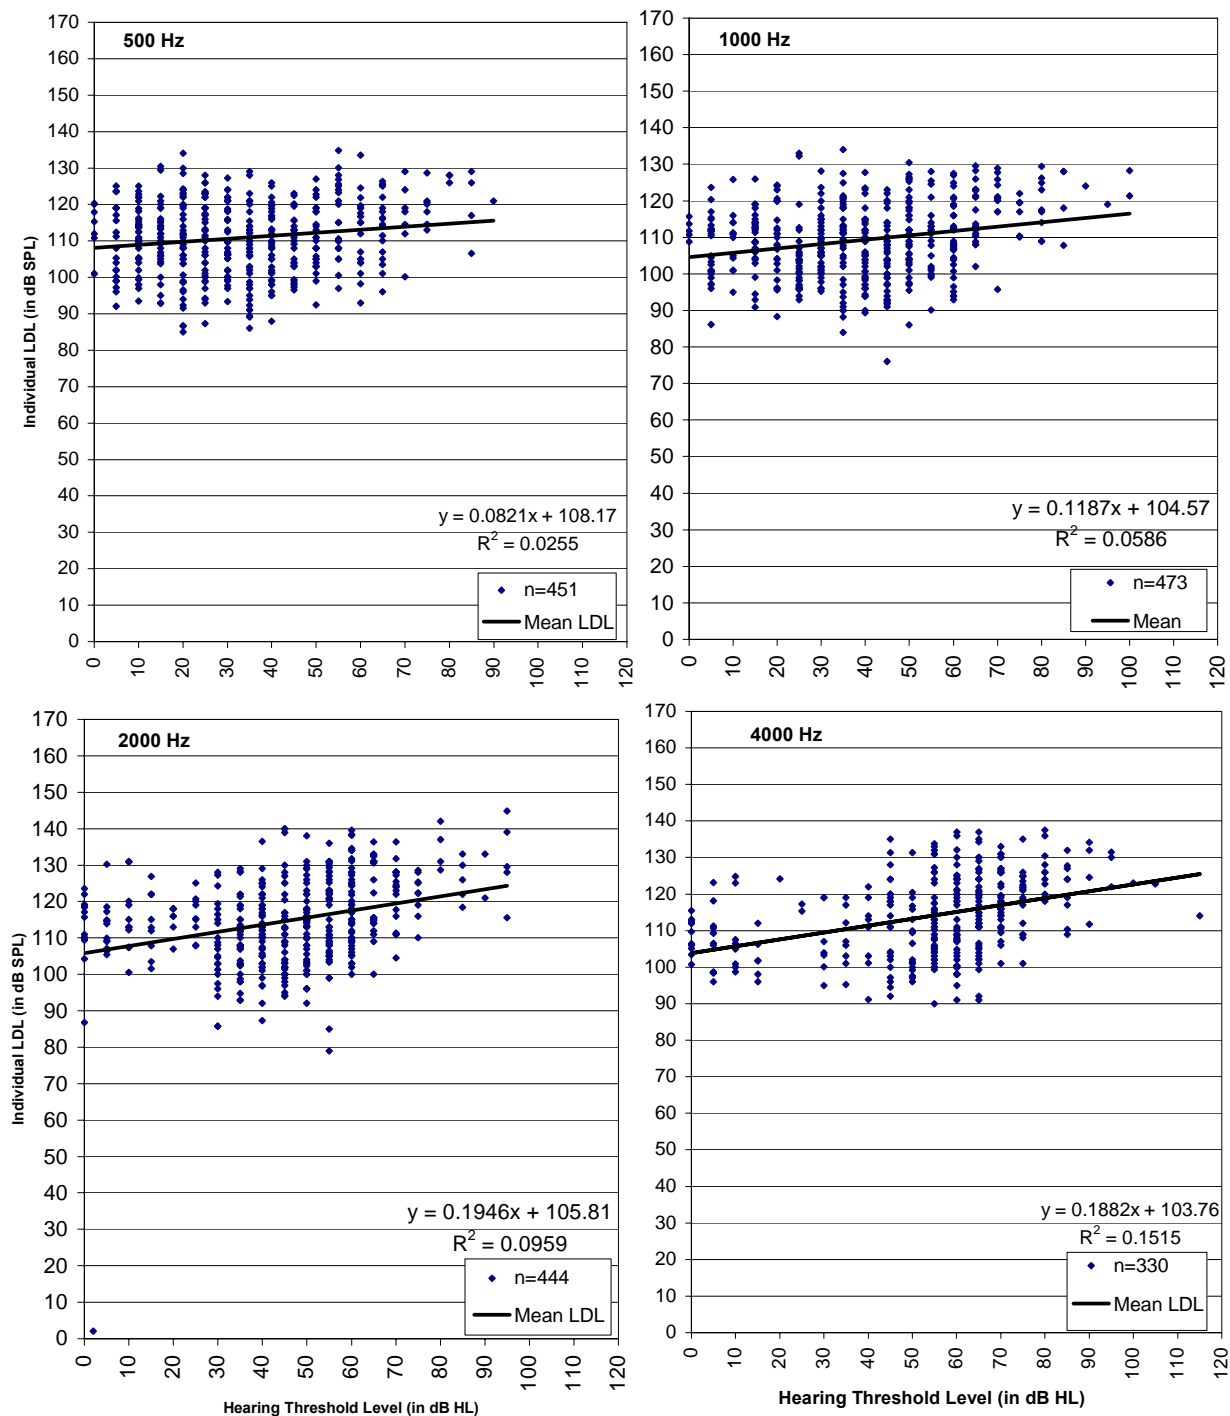 500 Hz
170
160
150
140
130
120
110
100
90
80
70
60
50
40
30
20
10
0
Individual LDL (in dB SPL)
y = 0.0821x + 108.17
R² = 0.0255
n=451
Mean LDL
0 10 20 30 40 50 60 70 80 90 100 110 120
1000 Hz
170
160
150
140
130
120
110
100
90
80
70
60
50
40
30
20
10
0
y = 0.1187x + 104.57
R² = 0.0586
n=473
Mean
0 10 20 30 40 50 60 70 80 90 100 110 120
2000 Hz
170
160
150
140
130
120
110
100
90
80
70
60
50
40
30
20
10
0
Individual LDL (in dB SPL)
y = 0.1946x + 105.81
R² = 0.0959
n=444
Mean LDL
0 10 20 30 40 50 60 70 80 90 100 110 120
Hearing Threshold Level (in dB HL)
4000 Hz
170
160
150
140
130
120
110
100
90
80
70
60
50
40
30
20
10
0
y = 0.1882x + 103.76
R² = 0.1515
n=330
Mean LDL
0 10 20 30 40 50 60 70 80 90 100 110 120
Hearing Threshold Level (in dB HL)